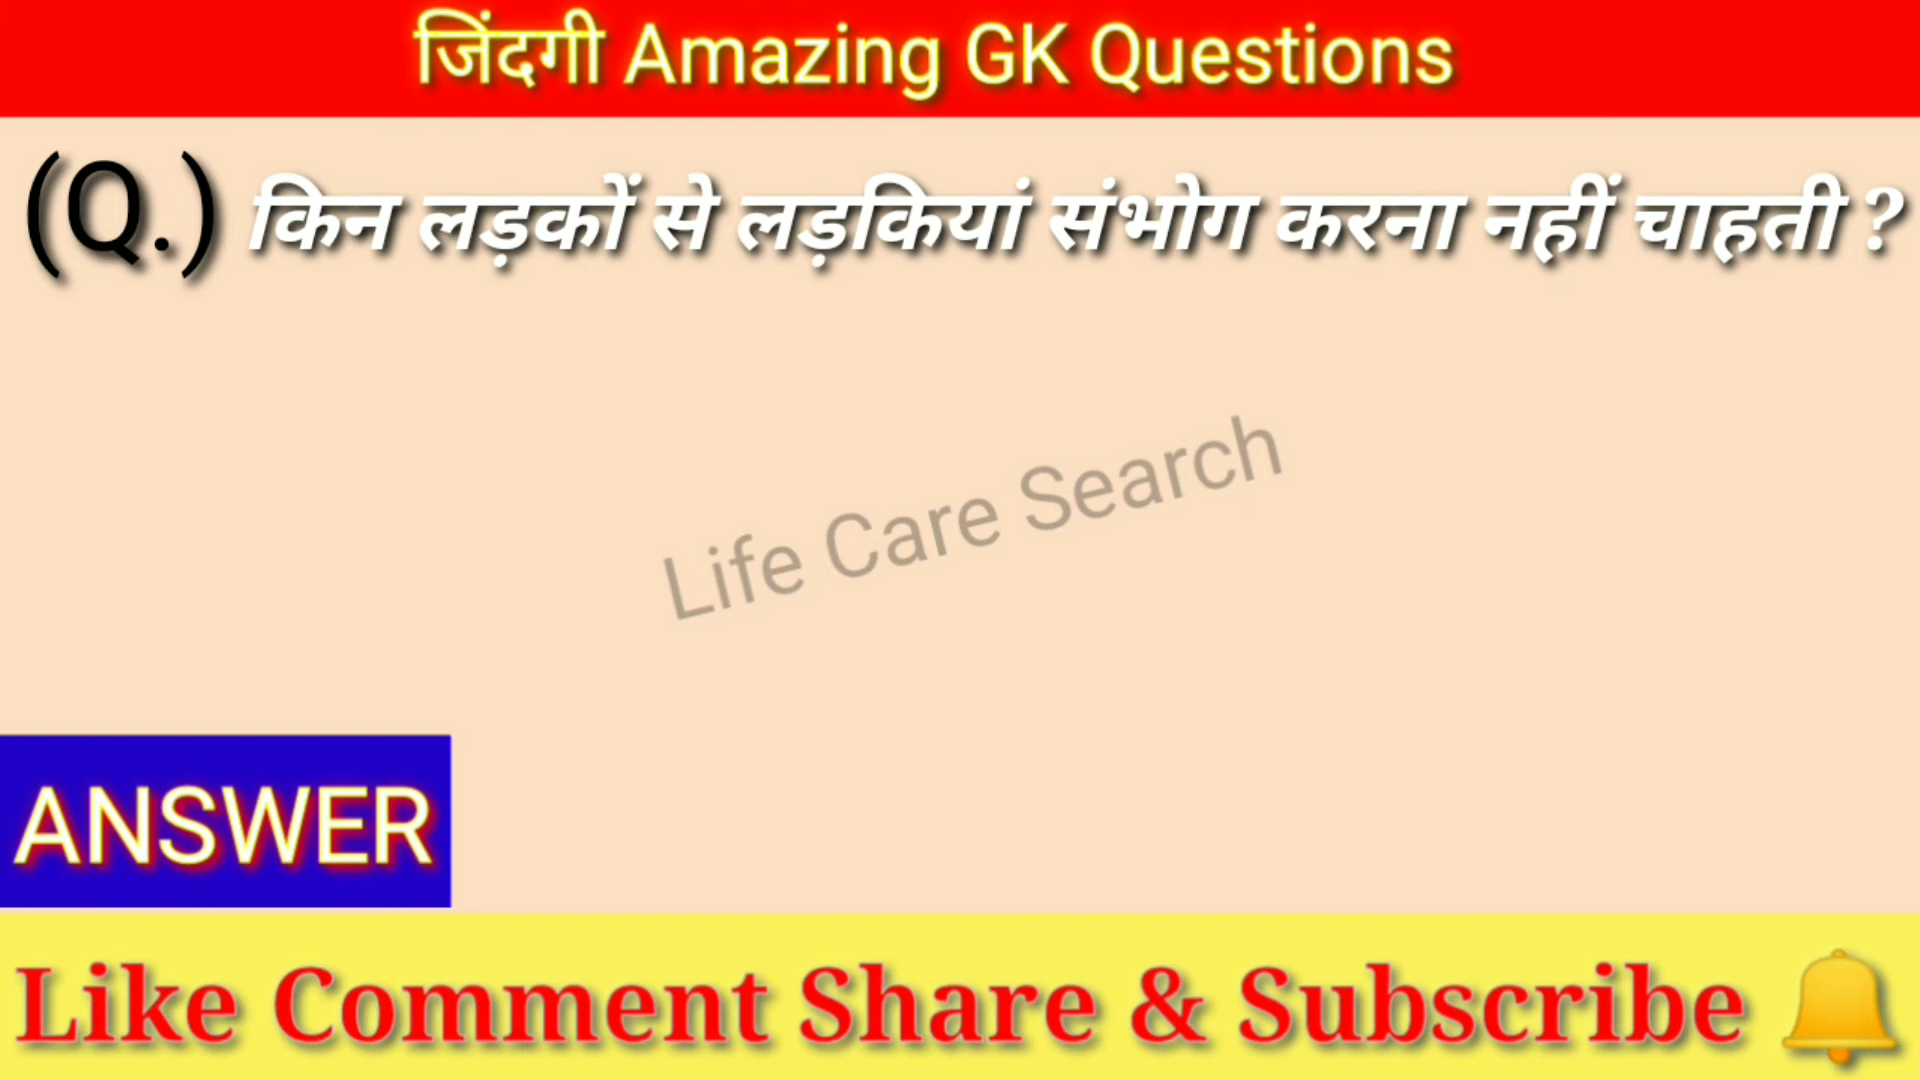 जिंदगी Amazing GK Questions
(Q.) किन लड़कों से लड़कियां संभोग करना नहीं चाहती ?
Life Care Search
ANSWER
Like Comment Share & Subscribe 🔔